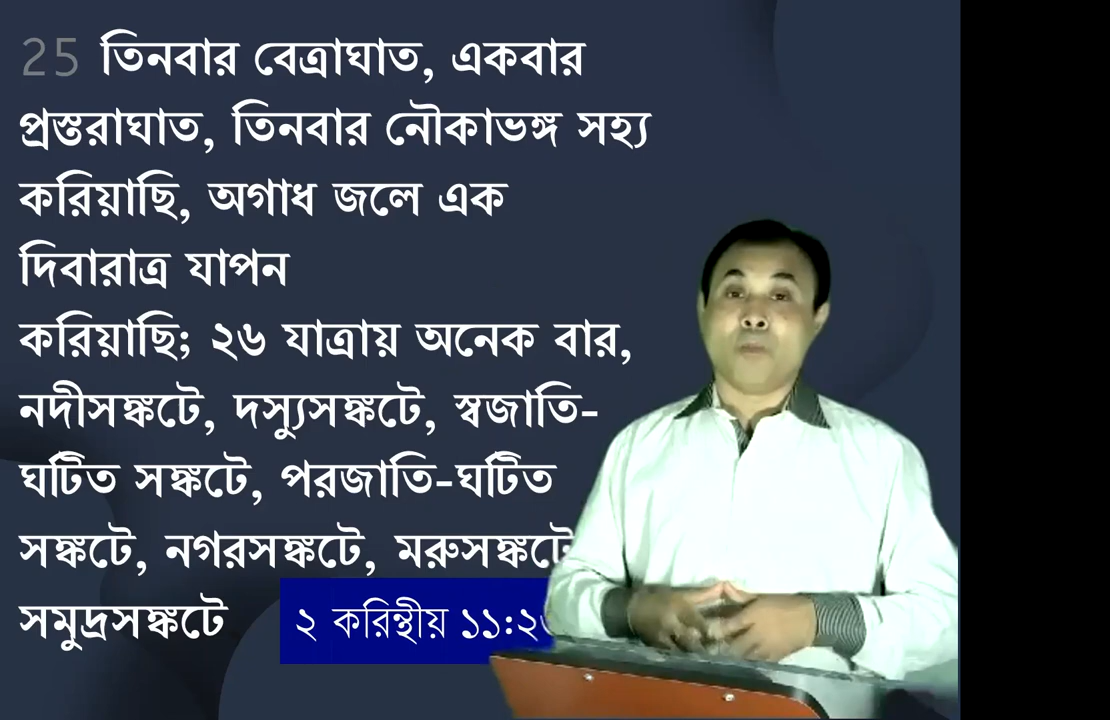 25 তিনবার বেত্রাঘাত, একবার
প্রস্তরাঘাত, তিনবার নৌকাভঙ্গ সহ্য
করিয়াছি, অগাধ জলে এক
দিবারাত্র যাপন
করিয়াছি; ২৬ যাত্রায় অনেক বার,
নদীসঙ্কটে, দস্যুসঙ্কটে, স্বজাতি-
ঘটিত সঙ্কটে, পরজাতি-ঘটিত
সঙ্কটে, নগরসঙ্কটে, মরুসঙ্কটে
সমুদ্রসঙ্কটে
২ করিন্থীয়